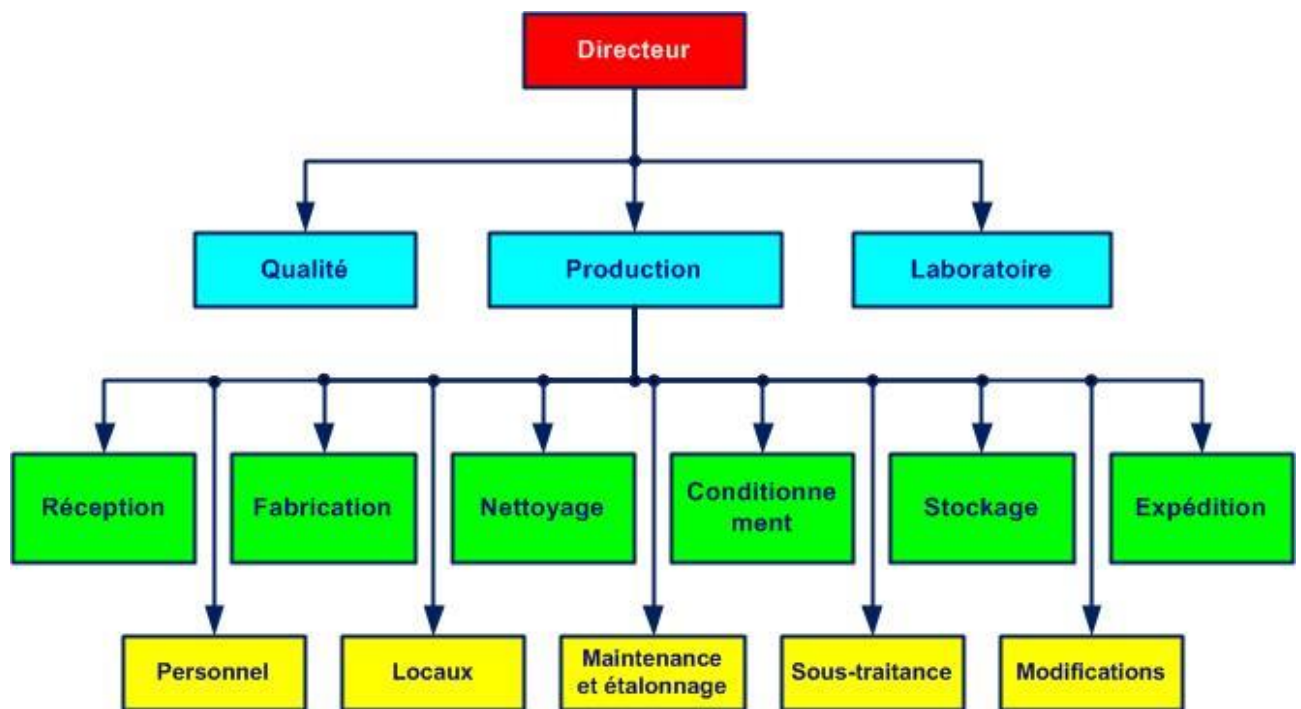 Directeur
Qualité
Production
Laboratoire
Réception
Fabrication
Nettoyage
Conditionne
ment
Stockage
Expédition
Personnel
Locaux
Maintenance
et étalonnage
Sous-traitance
Modifications